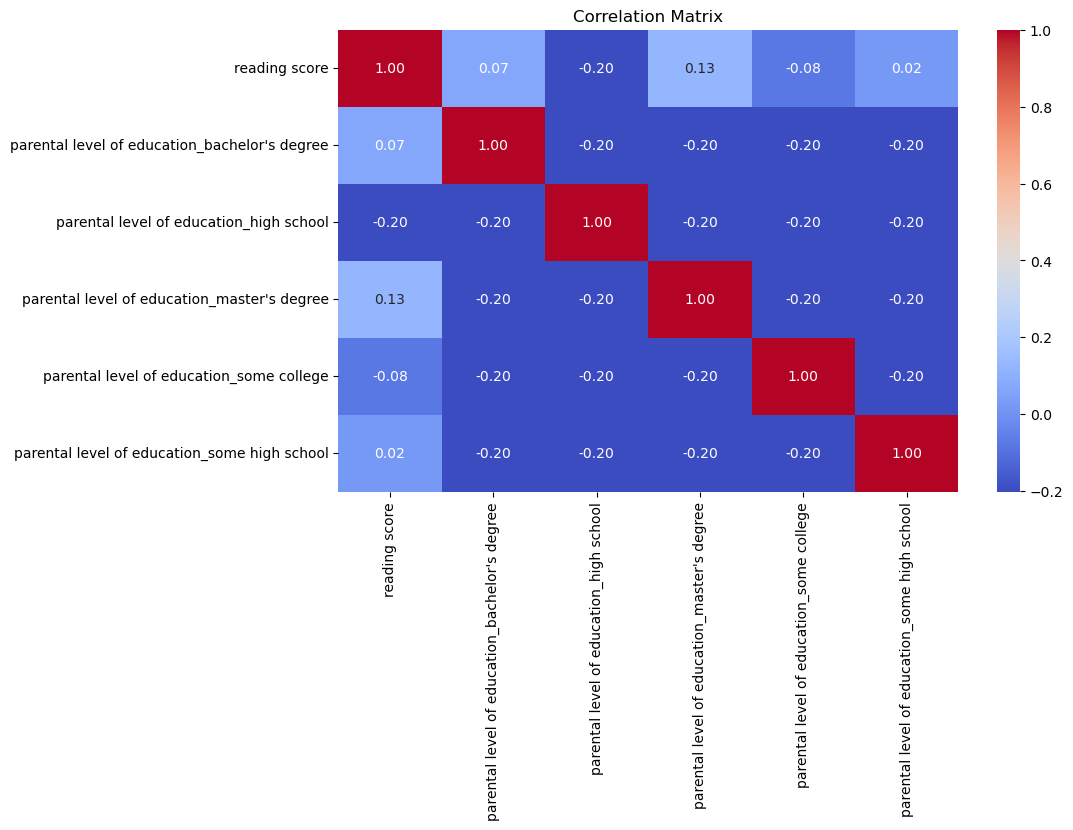 Correlation Matrix
reading score
1.00 0.07 -0.20 0.13 -0.08 0.02
parental level of education_bachelor's degree
0.07 1.00 -0.20 -0.20 -0.20 -0.20
parental level of education_high school
-0.20 -0.20 1.00 -0.20 -0.20 -0.20
parental level of education_master's degree
0.13 -0.20 -0.20 1.00 -0.20 -0.20
parental level of education_some college
-0.08 -0.20 -0.20 -0.20 1.00 -0.20
parental level of education_some high school
0.02 -0.20 -0.20 -0.20 -0.20 1.00
reading score
parental level of education_bachelor's degree
parental level of education_high school
parental level of education_master's degree
parental level of education_some college
parental level of education_some high school
1.0
0.8
0.6
0.4
0.2
0.0
−0.2